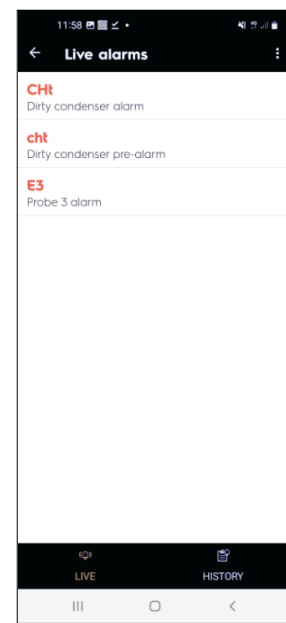 11:58
Live alarms
CHt
Dirty condenser alarm
cht
Dirty condenser pre-alarm
E3
Probe 3 alarm
LIVE
HISTORY